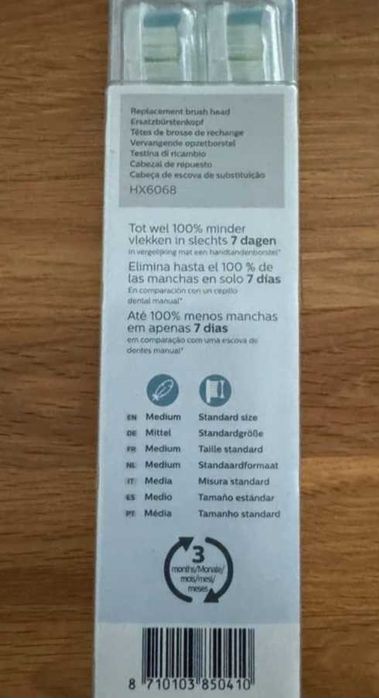 Replacement brush head
Ersatzbürstenkopf
Têtes de brosse de rechange
Vervangende opzetborstel
Testina di ricambio
Cabezal de repuesto
Cabeça de escova de substituição
HX6068
Tot wel 100% minder
vlekken in slechts 7 dagen
in vergelijking met een handtandenborstel*
Elimina hasta el 100 % de
las manchas en solo 7 días
En comparación con un cepillo
dental manual*
Até 100% menos manchas
em apenas 7 dias
em comparação com uma escova de
dentes manual*
EN Medium Standard size
DE Mittel Standardgröße
FR Medium Taille standard
NL Medium Standaardformaat
IT Media Misura standard
ES Medio Tamaño estándar
PT Média Tamanho standard
3
months/Monate/
mois/mesi/
meses
8 710103 850410